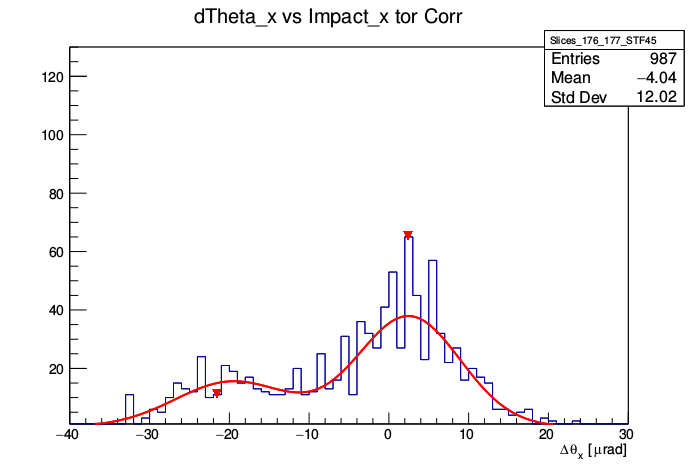 dTheta_x vs Impact_x tor Corr
Slices_176_177_STF45
Entries 987
Mean −4.04
Std Dev 12.02
120
100
80
60
40
20
−40 −30 −20 −10 0 10 20 30
Δθx [μrad]